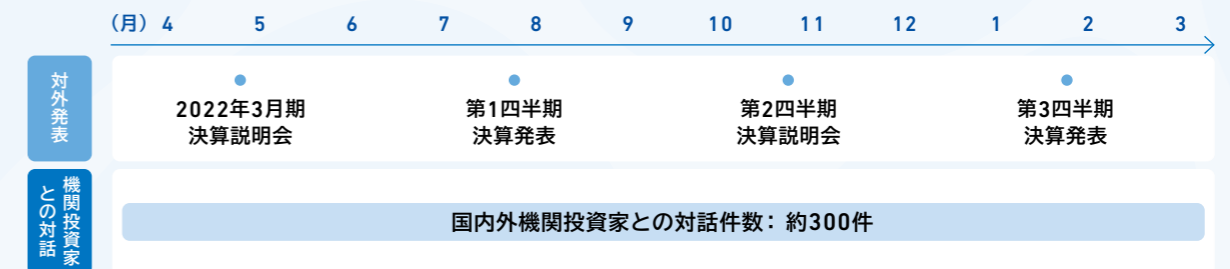 （月） 4 5 6 7 8 9 10 11 12 1 2 3
対外発表
2022年3月期
決算説明会
第1四半期
決算発表
第2四半期
決算説明会
第3四半期
決算発表
機関投資家
との対話
国内外機関投資家との対話件数：約300件